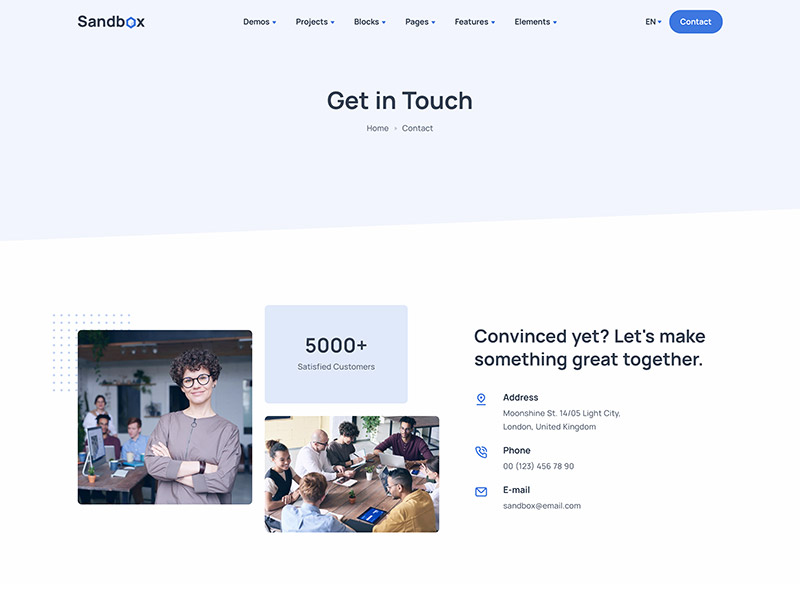 Sandbox
Demos Projects Blocks Pages Features Elements EN Contact
Get in Touch
Home Contact
5000+
Satisfied Customers
Convinced yet? Let's make
something great together.
Address
Moonshine St. 14/05 Light City,
London, United Kingdom
Phone
00 (123) 456 78 90
E-mail
sandbox@email.com